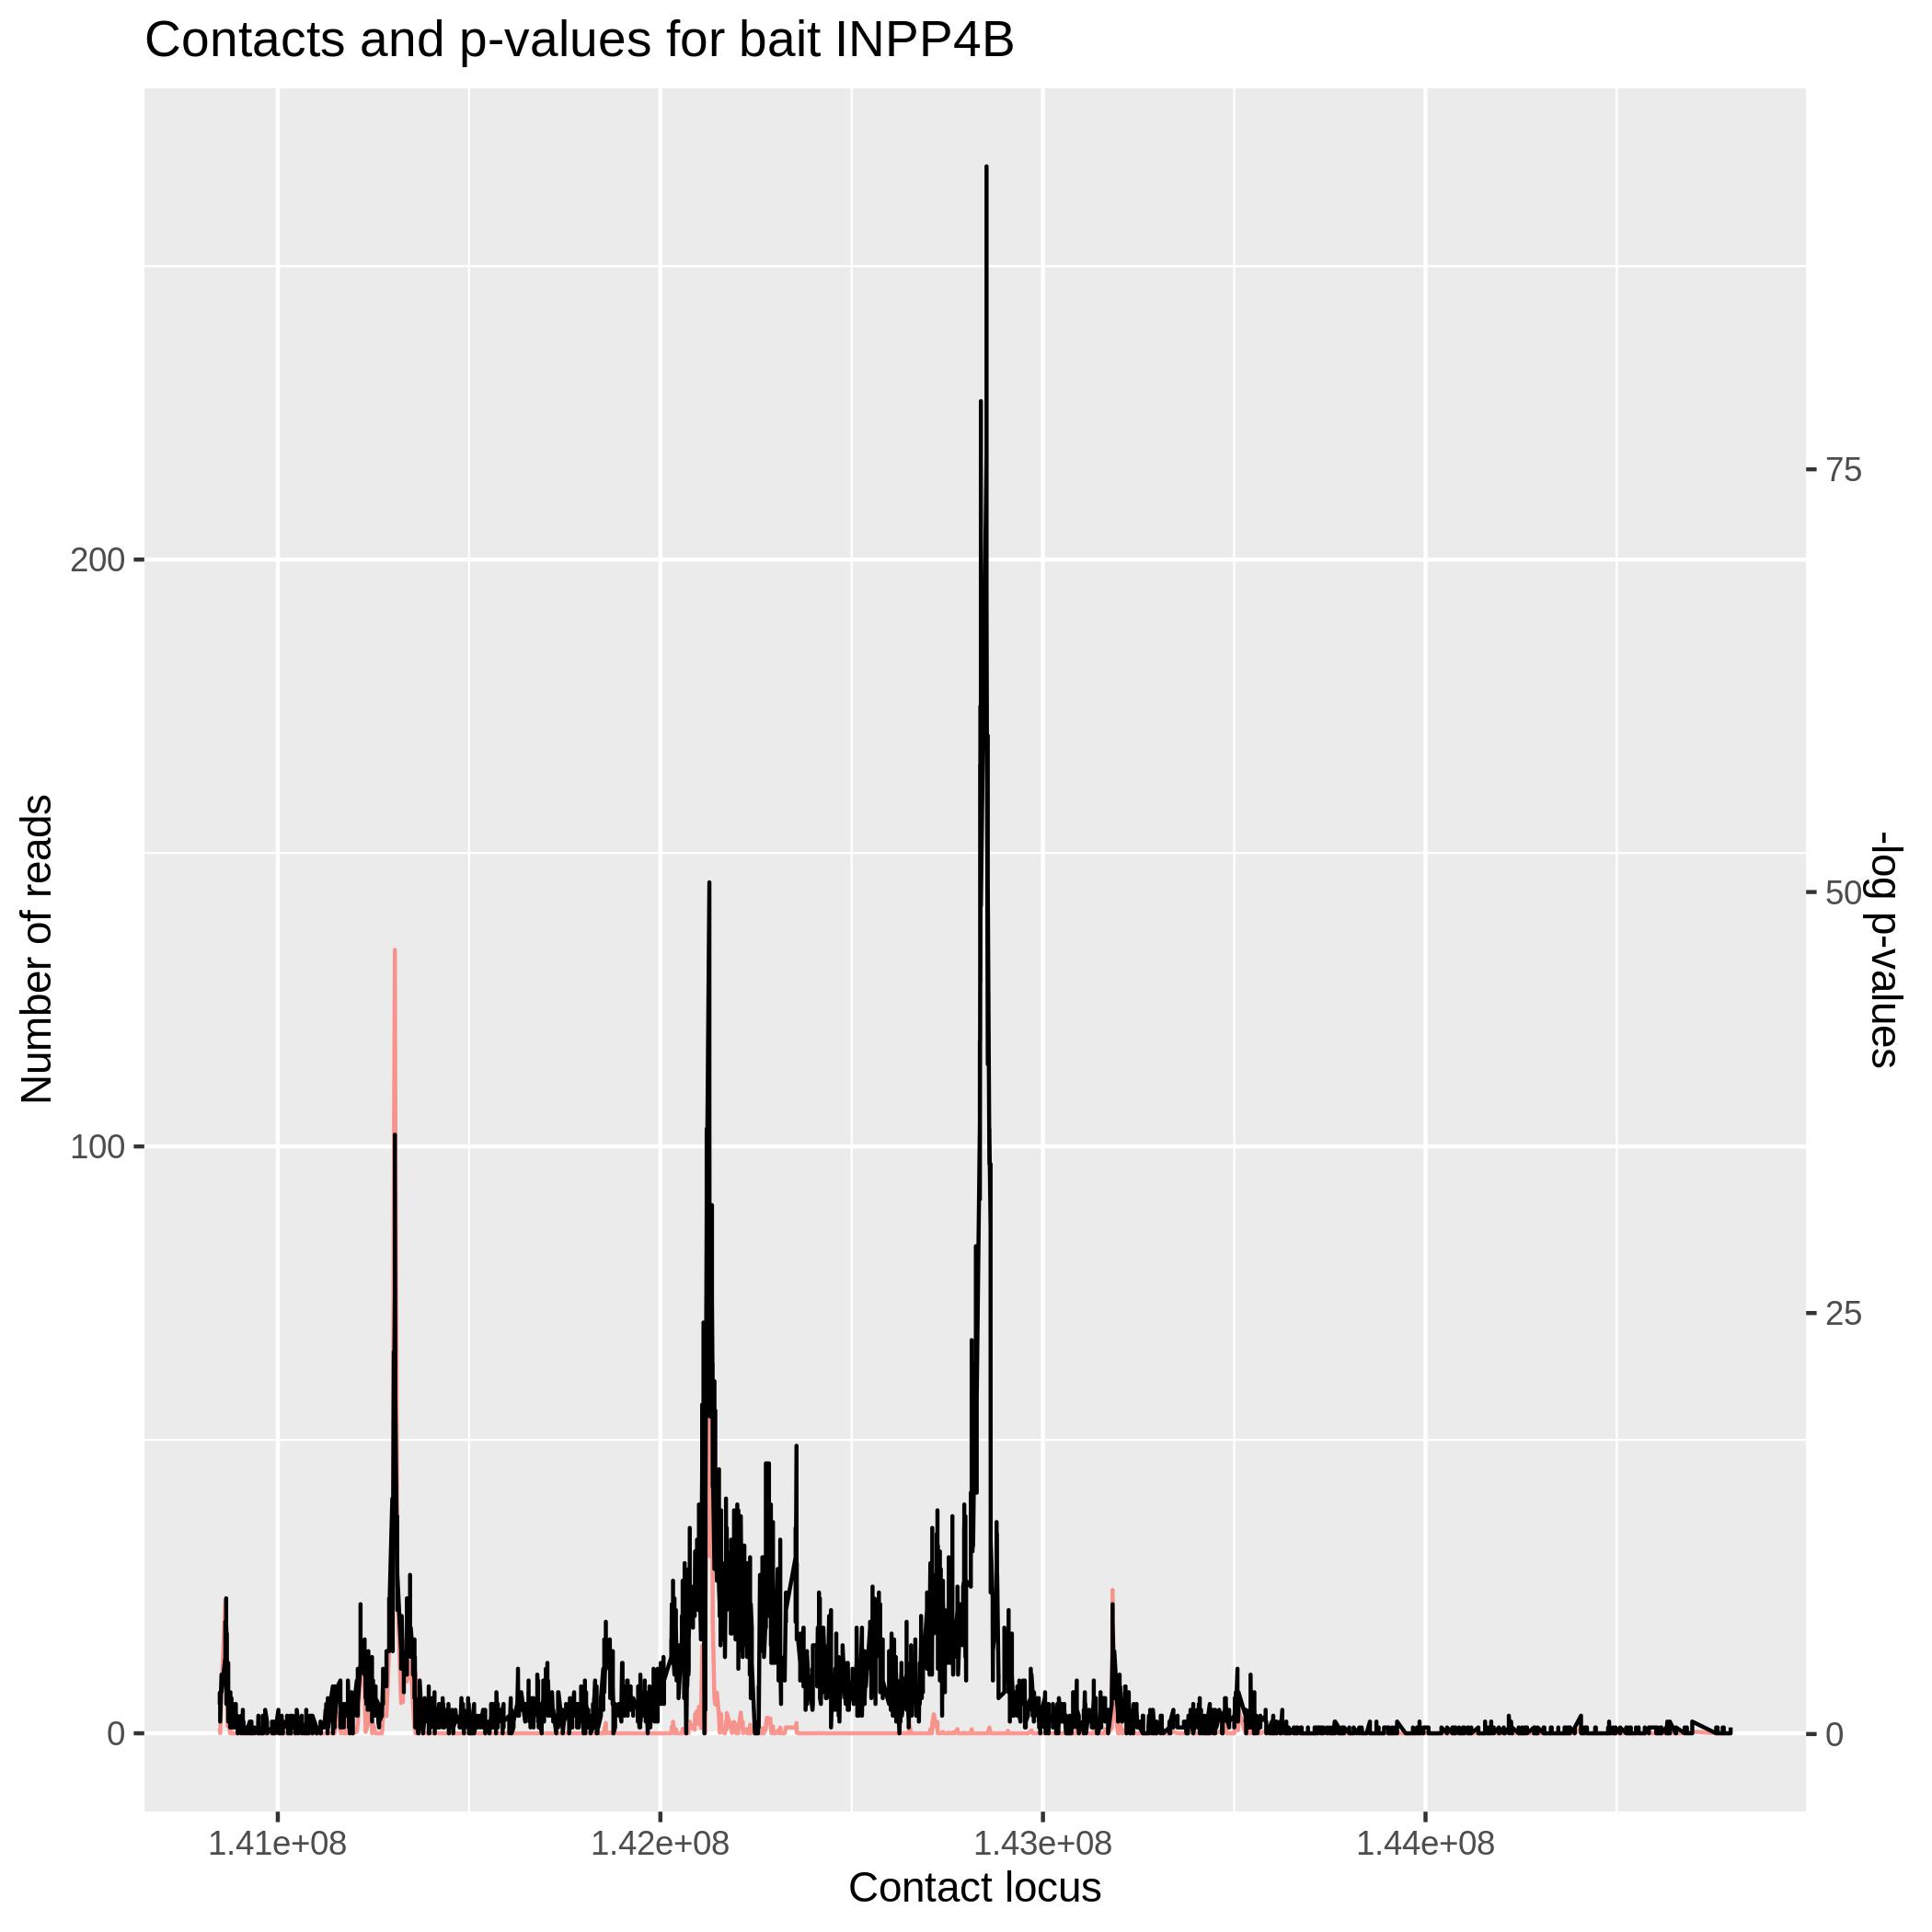 Contacts and p-values for bait INPP4B
Number of reads
200
100
0
75
50
25
0
-log p-values
1.41e+08
1.42e+08
1.43e+08
1.44e+08
Contact locus